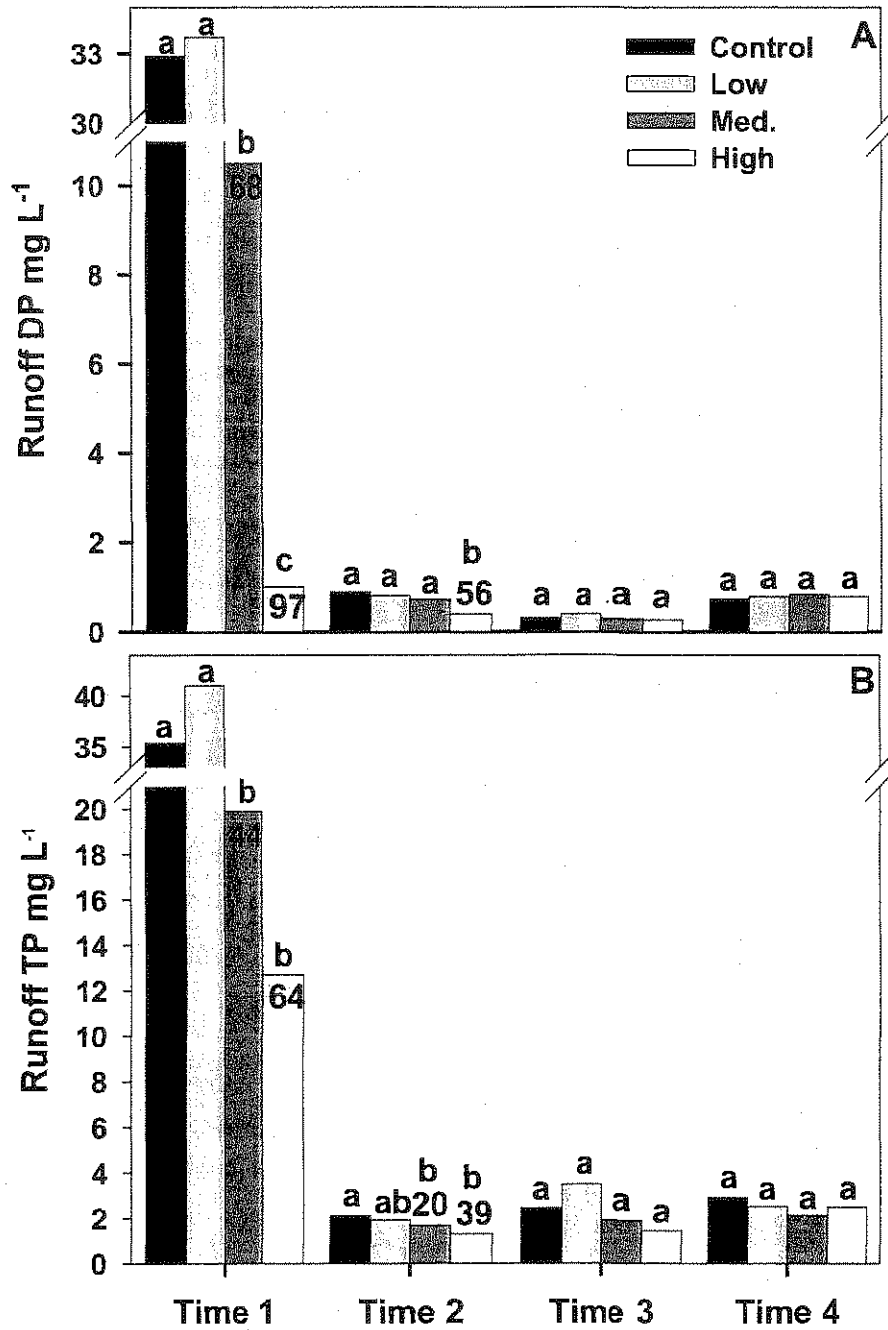 A
Control
Low
Med.
High
Runoff DP mg L-1
33
30
10
8
6
4
2
0
a
a
b
68
c
97
a
a
a
b
56
a
a
a
a
a
a
a
a
B
Runoff TP mg L-1
40
35
20
18
16
14
12
10
8
6
4
2
0
a
a
b
44
b
64
a
ab
b
20
b
39
a
a
a
a
a
a
a
a
Time 1
Time 2
Time 3
Time 4